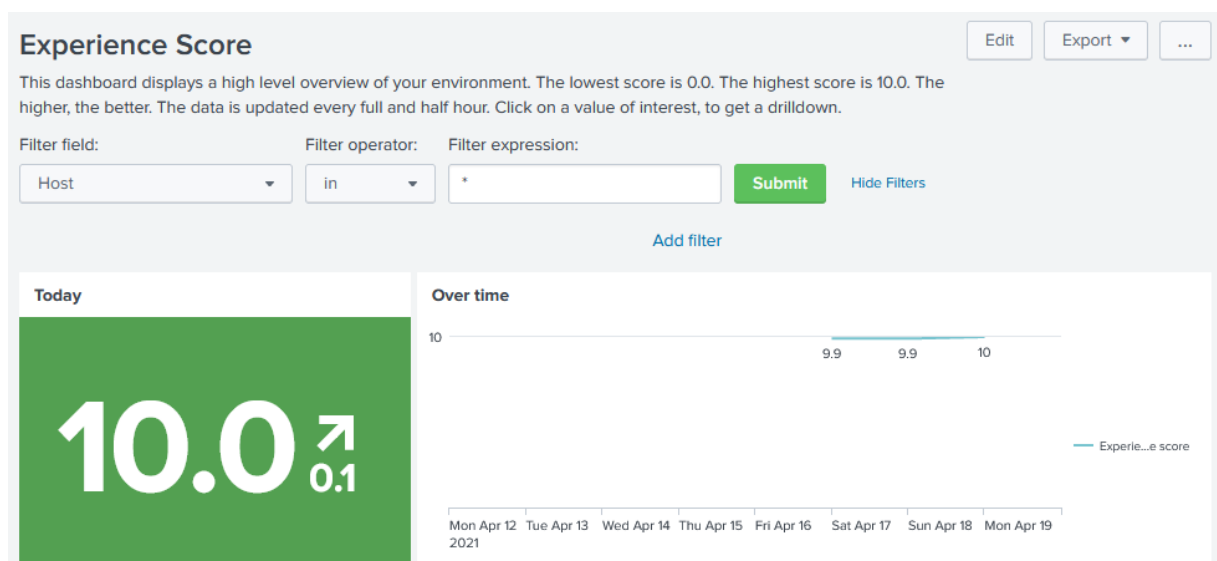 Experience Score
Edit
Export
...
This dashboard displays a high level overview of your environment. The lowest score is 0.0. The highest score is 10.0. The
higher, the better. The data is updated every full and half hour. Click on a value of interest, to get a drilldown.
Filter field:
Filter operator:
Filter expression:
Host
in
*
Submit
Hide Filters
Add filter
Today
10.0
0.1
Over time
10
9.9
9.9
10
Experie...e score
Mon Apr 12
2021
Tue Apr 13
Wed Apr 14
Thu Apr 15
Fri Apr 16
Sat Apr 17
Sun Apr 18
Mon Apr 19